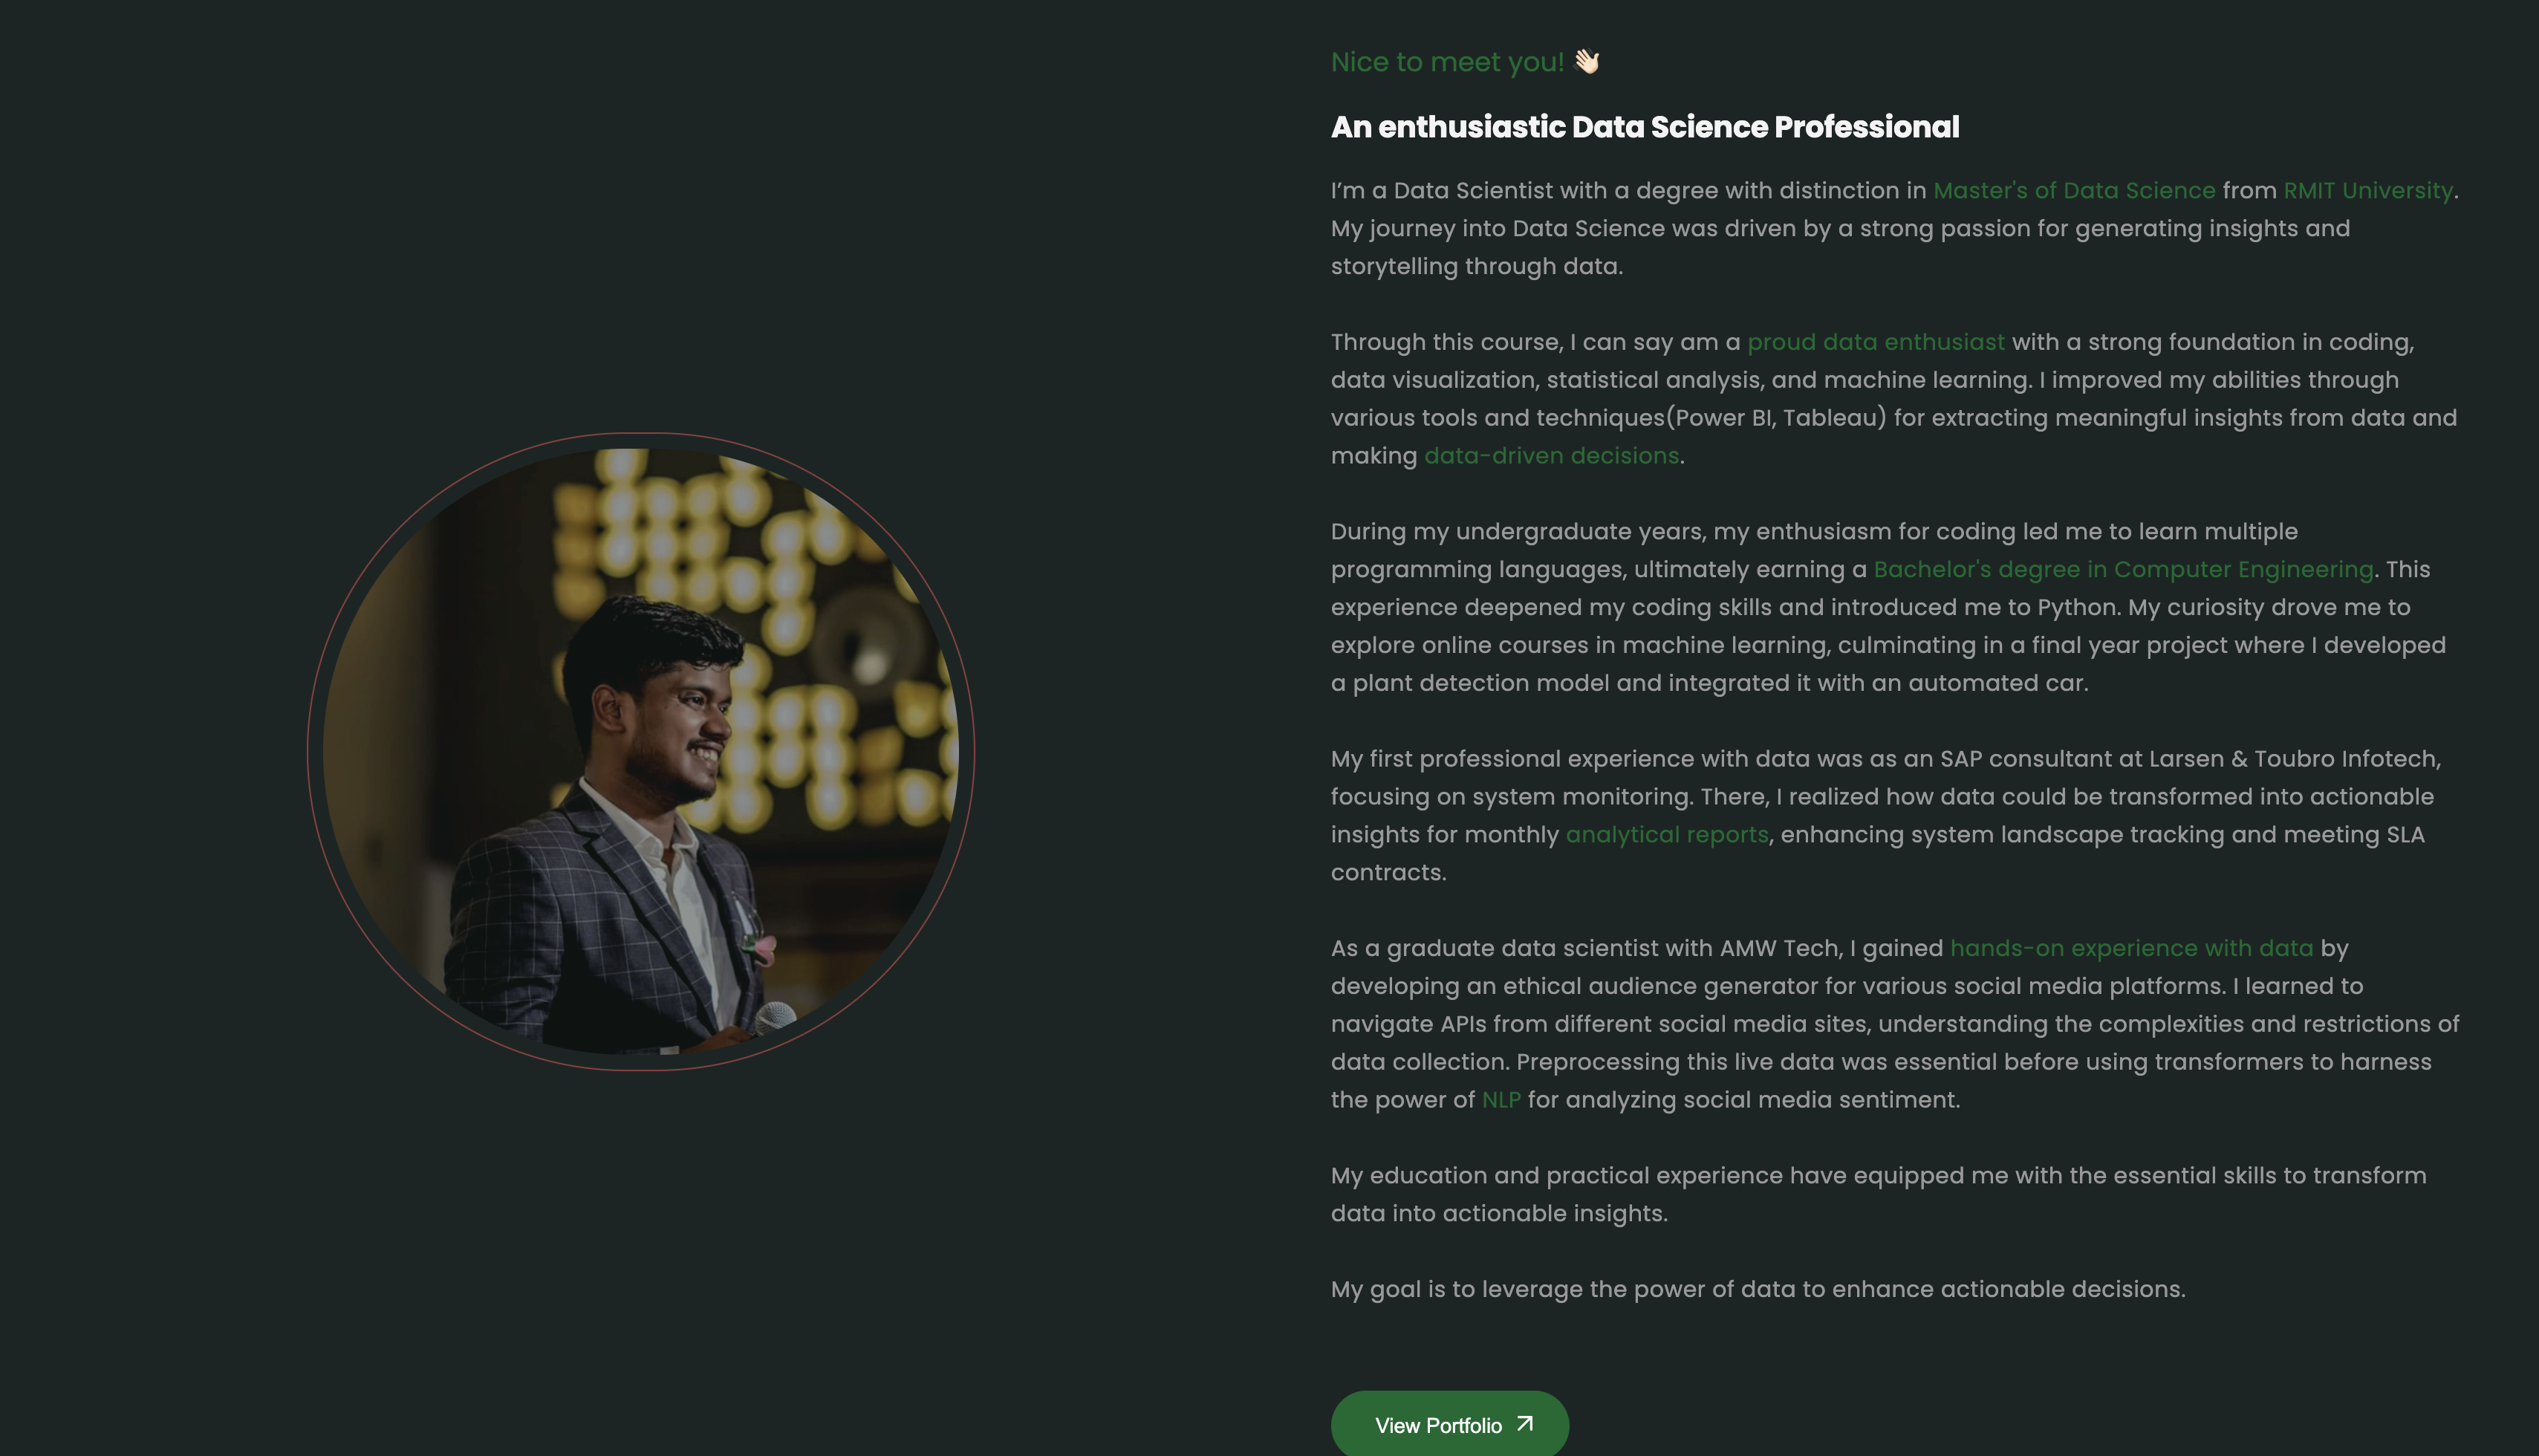 Nice to meet you! 👋🏻
An enthusiastic Data Science Professional
I’m a Data Scientist with a degree with distinction in Master's of Data Science from RMIT University.
My journey into Data Science was driven by a strong passion for generating insights and
storytelling through data.
Through this course, I can say am a proud data enthusiast with a strong foundation in coding,
data visualization, statistical analysis, and machine learning. I improved my abilities through
various tools and techniques(Power BI, Tableau) for extracting meaningful insights from data and
making data-driven decisions.
During my undergraduate years, my enthusiasm for coding led me to learn multiple
programming languages, ultimately earning a Bachelor's degree in Computer Engineering. This
experience deepened my coding skills and introduced me to Python. My curiosity drove me to
explore online courses in machine learning, culminating in a final year project where I developed
a plant detection model and integrated it with an automated car.
My first professional experience with data was as an SAP consultant at Larsen & Toubro Infotech,
focusing on system monitoring. There, I realized how data could be transformed into actionable
insights for monthly analytical reports, enhancing system landscape tracking and meeting SLA
contracts.
As a graduate data scientist with AMW Tech, I gained hands-on experience with data by
developing an ethical audience generator for various social media platforms. I learned to
navigate APIs from different social media sites, understanding the complexities and restrictions of
data collection. Preprocessing this live data was essential before using transformers to harness
the power of NLP for analyzing social media sentiment.
My education and practical experience have equipped me with the essential skills to transform
data into actionable insights.
My goal is to leverage the power of data to enhance actionable decisions.
View Portfolio